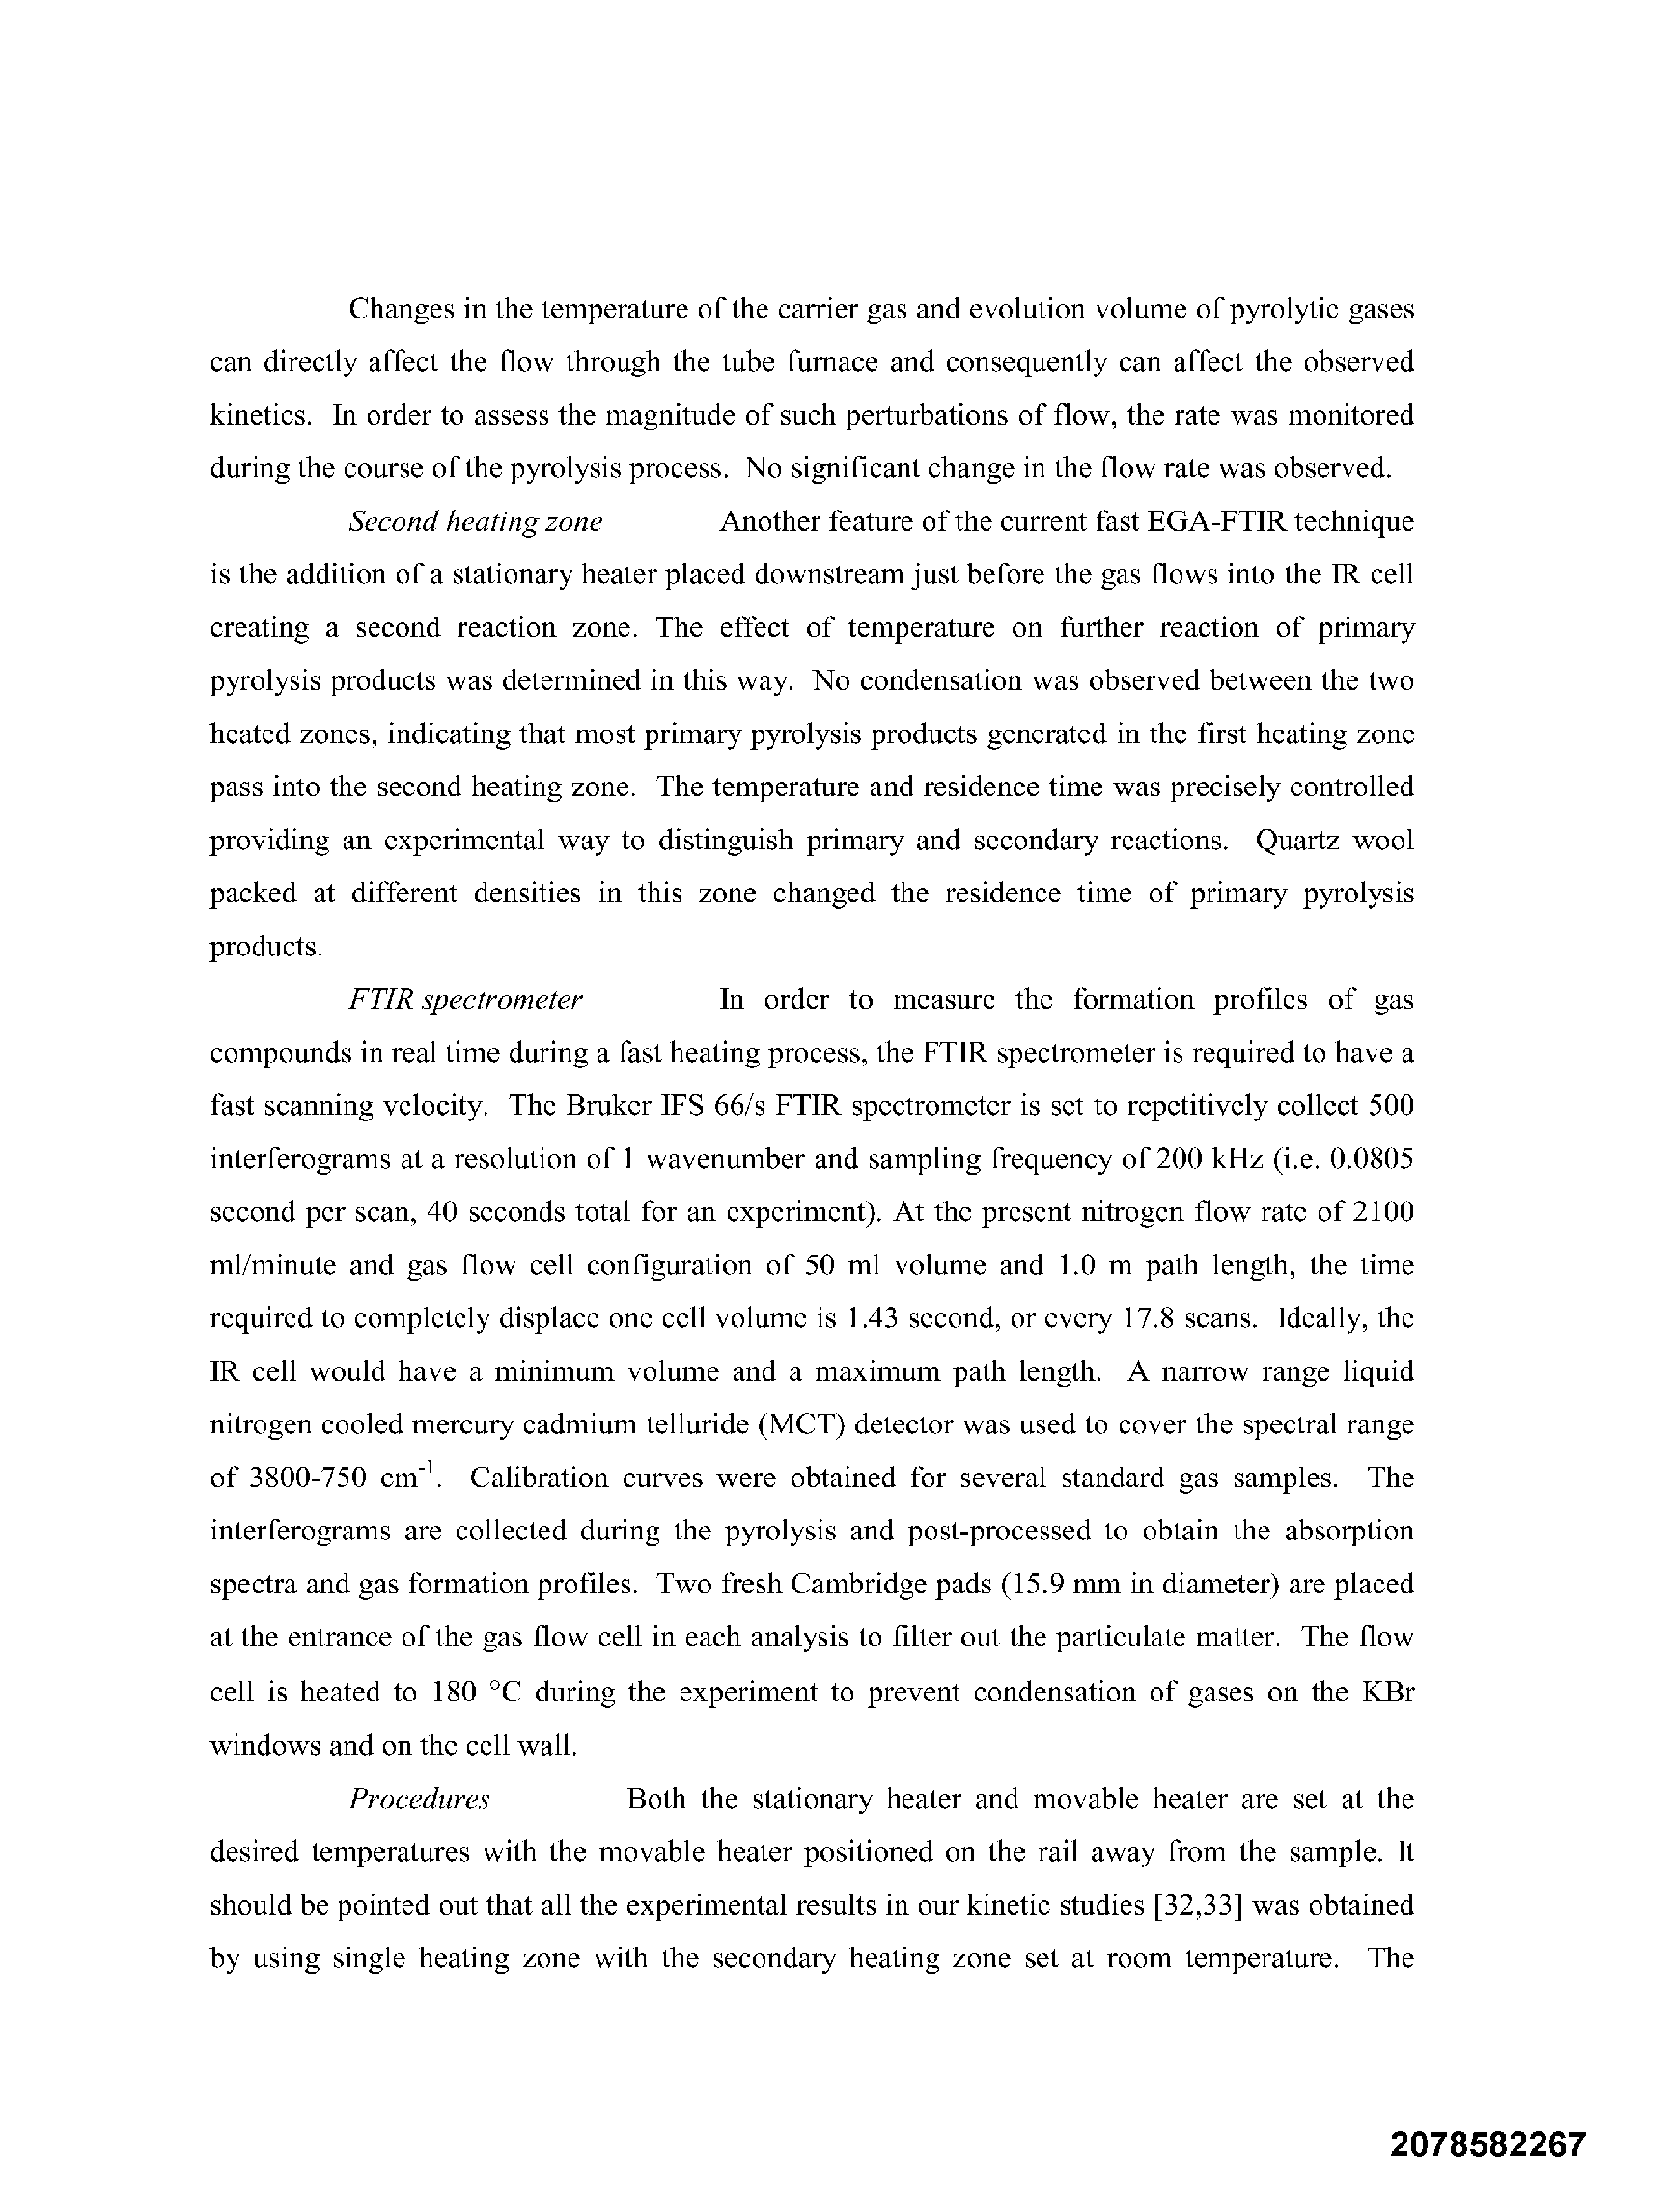 Changes in the temperature of the carrier gas and evolution volume of pyrolytic gases
can directly affect the flow through the tube furnace and consequently can affect the observed
kinetics. In order to assess the magnitude of such perturbations of flow, the rate was monitored
during the course of the pyrolysis process. No significant change in the flow rate was observed.
Second heating zone Another feature of the current fast EGA-FTIR technique
is the addition of a stationary heater placed downstream just before the gas flows into the IR cell
creating a second reaction zone. The effect of temperature on further reaction of primary
pyrolysis products was determined in this way. No condensation was observed between the two
heated zones, indicating that most primary pyrolysis products generated in the first heating zone
pass into the second heating zone. The temperature and residence time was precisely controlled
providing an experimental way to distinguish primary and secondary reactions. Quartz wool
packed at different densities in this zone changed the residence time of primary pyrolysis
products.
FTIR spectrometer In order to measure the formation profiles of gas
compounds in real time during a fast heating process, the FTIR spectrometer is required to have a
fast scanning velocity. The Bruker IFS 66/s FTIR spectrometer is set to repetitively collect 500
interferograms at a resolution of 1 wavenumber and sampling frequency of 200 kHz (i.e. 0.0805
second per scan, 40 seconds total for an experiment). At the present nitrogen flow rate of 2100
ml/minute and gas flow cell configuration of 50 ml volume and 1.0 m path length, the time
required to completely displace one cell volume is 1.43 second, or every 17.8 scans. Ideally, the
IR cell would have a minimum volume and a maximum path length. A narrow range liquid
nitrogen cooled mercury cadmium telluride (MCT) detector was used to cover the spectral range
of 3800-750 cm⁻¹. Calibration curves were obtained for several standard gas samples. The
interferograms are collected during the pyrolysis and post-processed to obtain the absorption
spectra and gas formation profiles. Two fresh Cambridge pads (15.9 mm in diameter) are placed
at the entrance of the gas flow cell in each analysis to filter out the particulate matter. The flow
cell is heated to 180 °C during the experiment to prevent condensation of gases on the KBr
windows and on the cell wall.
Procedures Both the stationary heater and movable heater are set at the
desired temperatures with the movable heater positioned on the rail away from the sample. It
should be pointed out that all the experimental results in our kinetic studies [32,33] was obtained
by using single heating zone with the secondary heating zone set at room temperature. The
2078582267